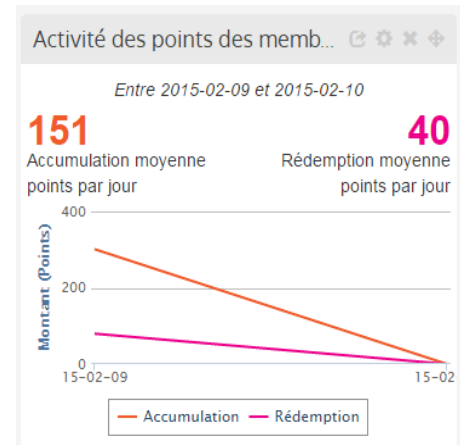 Activité des points des memb...
Entre 2015-02-09 et 2015-02-10
151
Accumulation moyenne
points par jour
40
Rédemption moyenne
points par jour
Montant (Points)
400
200
0
15-02-09
15-02
Accumulation
Rédemption